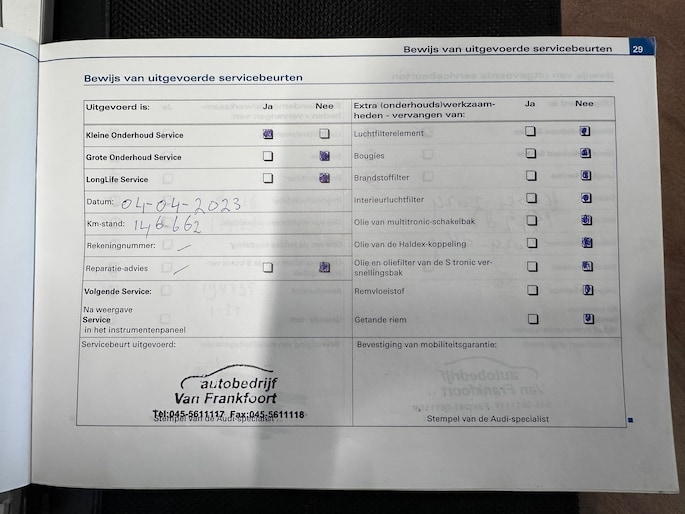 Bewijs van uitgevoerde servicebeurten 29
Bewijs van uitgevoerde servicebeurten
Uitgevoerd is: Ja Nee
Kleine Onderhoud Service
Grote Onderhoud Service
LongLife Service
Datum: 04-04-2023
Km-stand: 146662
Rekeningnummer: /
Reparatie-advies /
Volgende Service:
Na weergave
Service
in het instrumentenpaneel
Servicebeurt uitgevoerd:
autobedrijf
Van Frankfoort
Tel:045-5611117 Fax:045-5611118
Stempel van de Audi-specialist
Extra (onderhouds)werkzaam-
heden - vervangen van: Ja Nee
Luchtfilterelement
Bougies
Brandstoffilter
Interieurluchtfilter
Olie van multitronic-schakelbak
Olie van de Haldex-koppeling
Olie en oliefilter van de S tronic ver-
snellingsbak
Remvloeistof
Getande riem
Bevestiging van mobiliteitsgarantie:
Stempel van de Audi-specialist